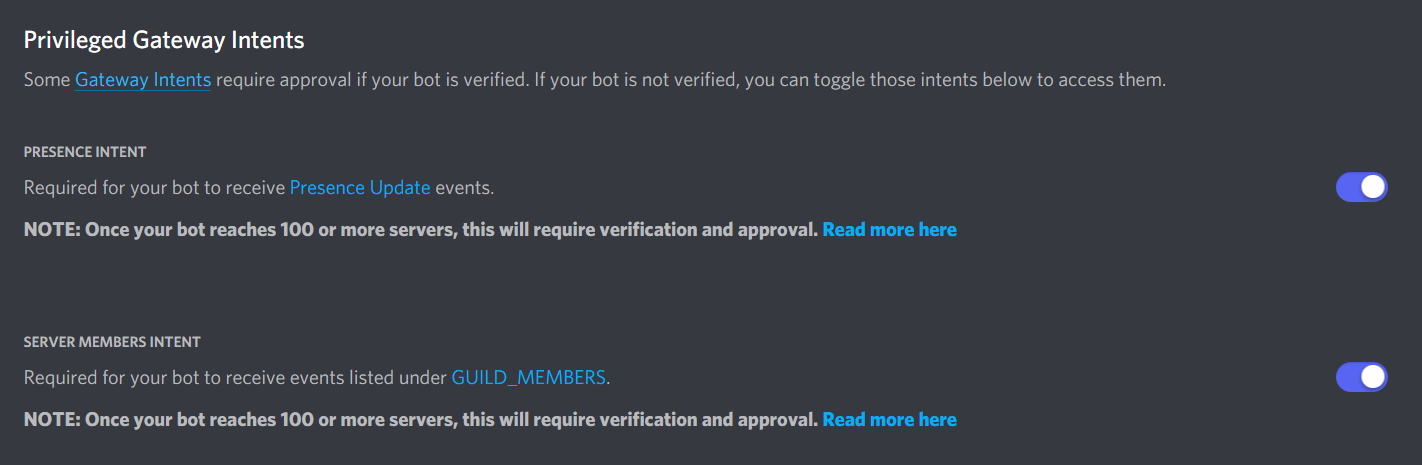 Privileged Gateway Intents
Some Gateway Intents require approval if your bot is verified. If your bot is not verified, you can toggle those intents below to access them.
PRESENCE INTENT
Required for your bot to receive Presence Update events.
NOTE: Once your bot reaches 100 or more servers, this will require verification and approval. Read more here
SERVER MEMBERS INTENT
Required for your bot to receive events listed under GUILD_MEMBERS.
NOTE: Once your bot reaches 100 or more servers, this will require verification and approval. Read more here